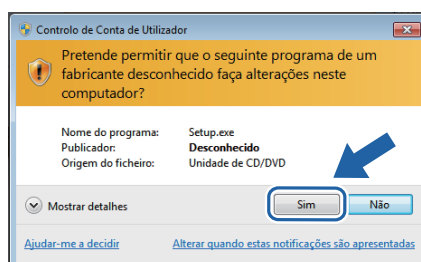 Controlo de Conta de Utilizador
Pretende permitir que o seguinte programa de um
fabricante desconhecido faça alterações neste
computador?
Nome do programa: Setup.exe
Publicador: Desconhecido
Origem do ficheiro: Unidade de CD/DVD
Mostrar detalhes Sim Não
Ajudar-me a decidir Alterar quando estas notificações são apresentadas